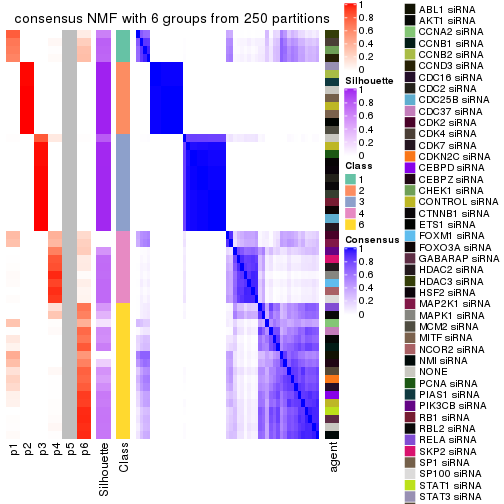 consensus NMF with 6 groups from 250 partitions
p1
p2
p3
p4
p5
p6
Silhouette
Class
agent
1
0.8
0.6
0.4
0.2
0
Silhouette
1
0.8
0.6
0.4
0.2
0
Class
1
2
3
4
6
Consensus
1
0.8
0.6
0.4
0.2
0
ABL1 siRNA
AKT1 siRNA
CCNA2 siRNA
CCNB1 siRNA
CCNB2 siRNA
CCND3 siRNA
CDC16 siRNA
CDC2 siRNA
CDC25B siRNA
CDC37 siRNA
CDK2 siRNA
CDK4 siRNA
CDK7 siRNA
CDKN2C siRNA
CEBPD siRNA
CEBPZ siRNA
CHEK1 siRNA
CONTROL siRNA
CTNNB1 siRNA
ETS1 siRNA
FOXM1 siRNA
FOXO3A siRNA
GABARAP siRNA
HDAC2 siRNA
HDAC3 siRNA
HSF2 siRNA
MAP2K1 siRNA
MAPK1 siRNA
MCM2 siRNA
MITF siRNA
NCOR2 siRNA
NMI siRNA
NONE
PCNA siRNA
PIAS1 siRNA
PIK3CB siRNA
RB1 siRNA
RBL2 siRNA
RELA siRNA
SKP2 siRNA
SP1 siRNA
SP100 siRNA
STAT1 siRNA
STAT3 siRNA